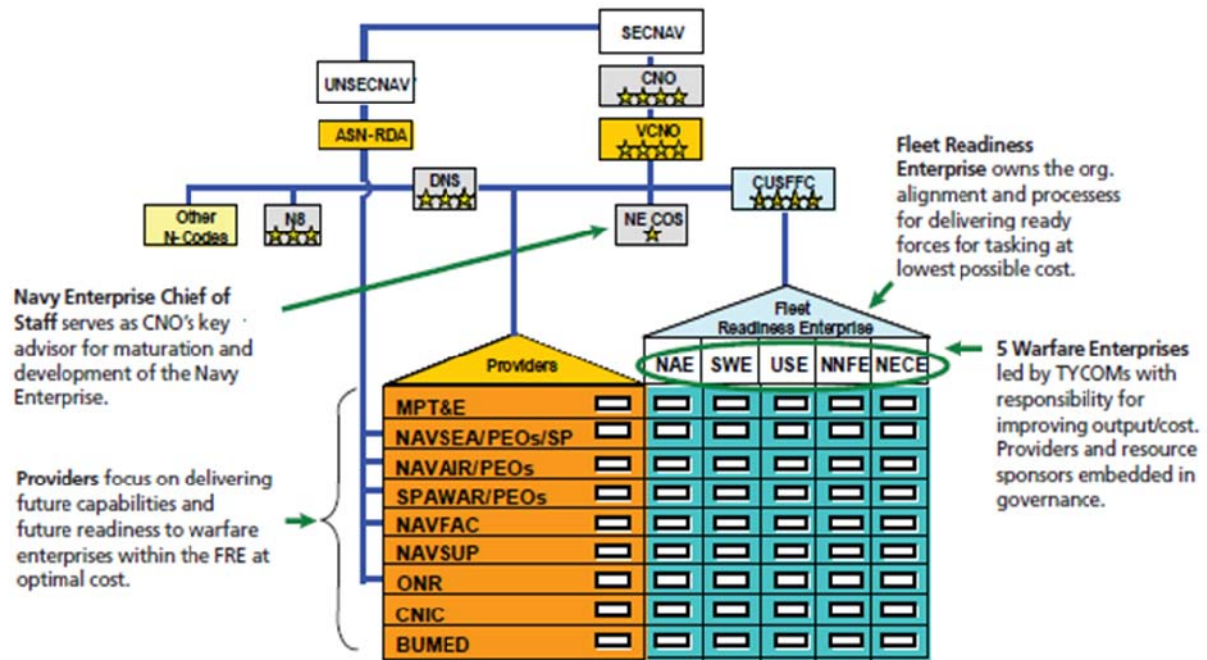 SECNAV
UNSECNAV
CNO
ASN-RDA
VCNO
DNS
CUSFFC
Other
N-Codes
N8
NE COS
Fleet Readiness
Enterprise owns the org.
alignment and processess
for delivering ready
forces for tasking at
lowest possible cost.
Navy Enterprise Chief of
Staff serves as CNO's key
advisor for maturation and
development of the Navy
Enterprise.
Fleet
Readiness Enterprise
Providers
NAE SWE USE NNFE NECE
5 Warfare Enterprises
led by TYCOMs with
responsibility for
improving output/cost.
Providers and resource
sponsors embedded in
governance.
Providers focus on delivering
future capabilities and
future readiness to warfare
enterprises within the FRE at
optimal cost.
MPT&E
NAVSEA/PEOs/SP
NAVAIR/PEOs
SPAWAR/PEOs
NAVFAC
NAVSUP
ONR
CNIC
BUMED